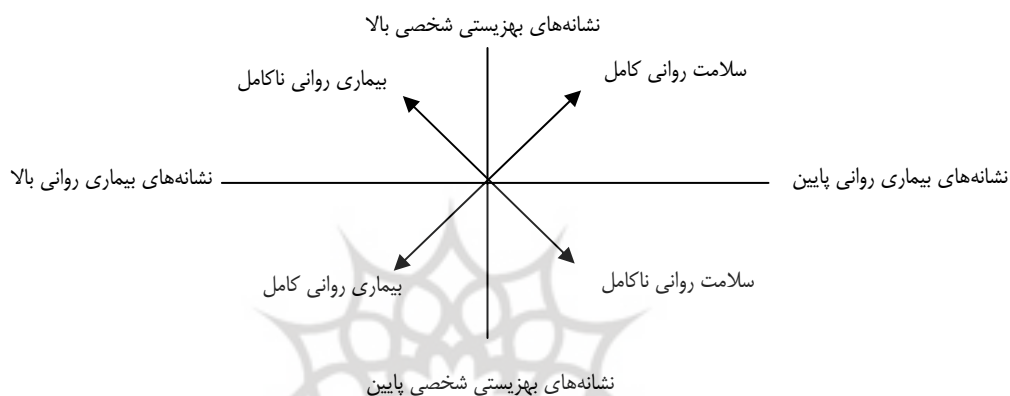 نشانه‌های بهزیستی شخصی بالا
سلامت روانی کامل
بیماری روانی ناکامل
نشانه‌های بیماری روانی پایین
نشانه‌های بیماری روانی بالا
سلامت روانی ناکامل
بیماری روانی کامل
نشانه‌های بهزیستی شخصی پایین